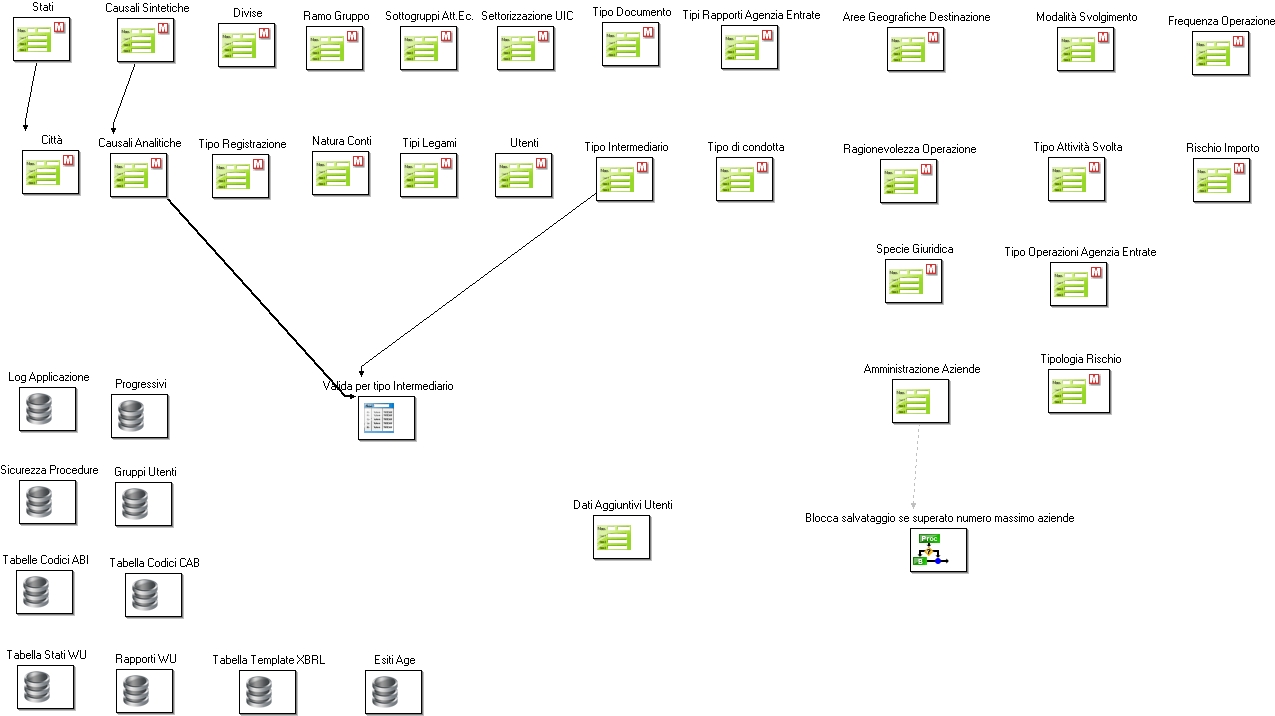 Stati
Causali Sintetiche
Divise
Ramo Gruppo
Sottogruppi Att.Ec.
Settorizzazione UIC
Tipo Documento
Tipi Rapporti Agenzia Entrate
Aree Geografiche Destinazione
Modalità Svolgimento
Frequenza Operazione
Città
Causali Analitiche
Tipo Registrazione
Natura Conti
Tipi Legami
Utenti
Tipo Intermediario
Tipo di condotta
Ragionevolezza Operazione
Tipo Attività Svolta
Rischio Importo
Specie Giuridica
Tipo Operazioni Agenzia Entrate
Log Applicazione
Progressivi
Valida per tipo Intermediario
Amministrazione Aziende
Tipologia Rischio
Sicurezza Procedure
Gruppi Utenti
Dati Aggiuntivi Utenti
Blocca salvataggio se superato numero massimo aziende
Proc
B
Tabelle Codici ABI
Tabella Codici CAB
Tabella Stati WU
Rapporti WU
Tabella Template XBRL
Esiti Age